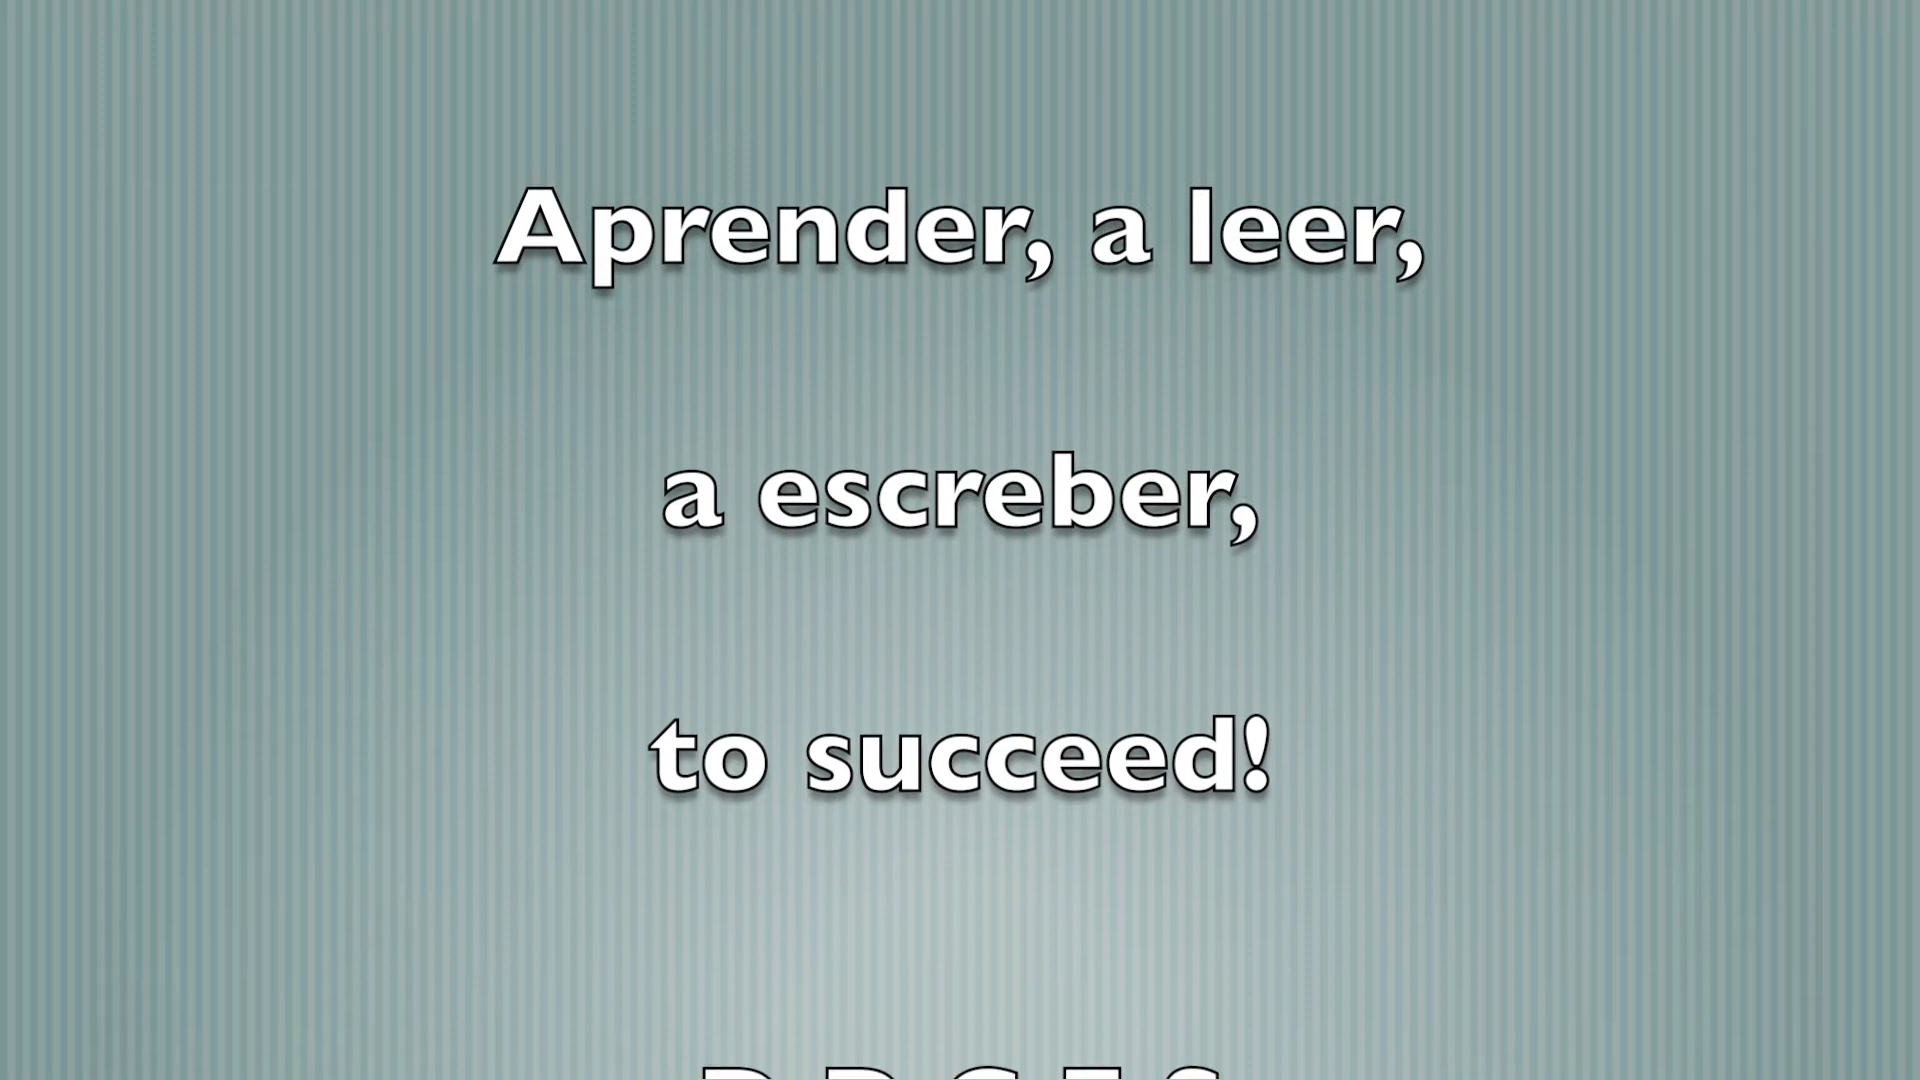 Aprender, a leer,
a escreber,
to succeed!